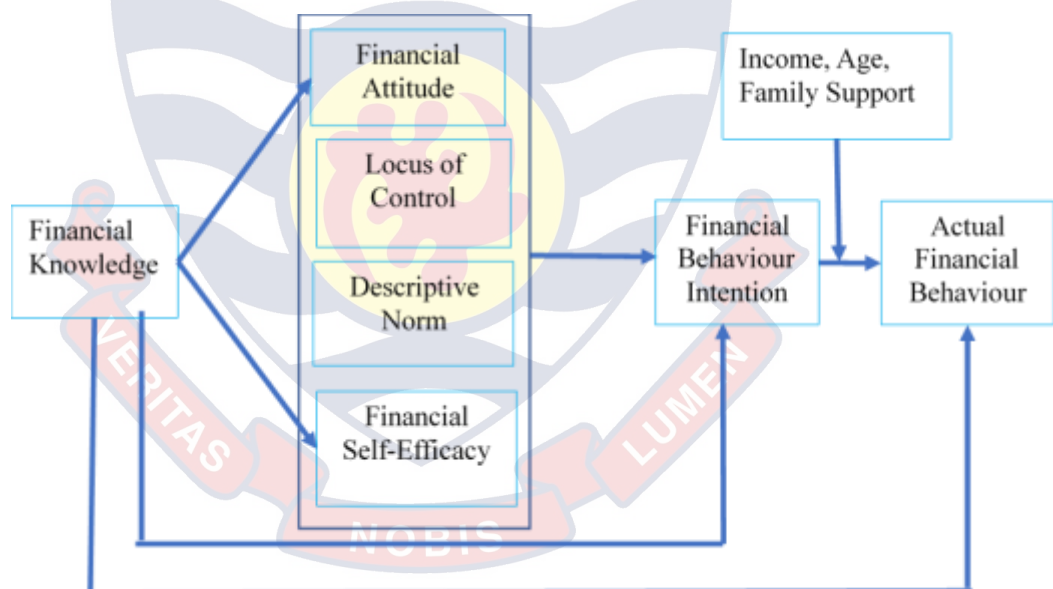 Financial
Attitude
Income, Age,
Family Support
Locus of
Control
Financial
Knowledge
Financial
Behaviour
Intention
Actual
Financial
Behaviour
Descriptive
Norm
Financial
Self-Efficacy
VERITAS
NOBIS
LUMEN